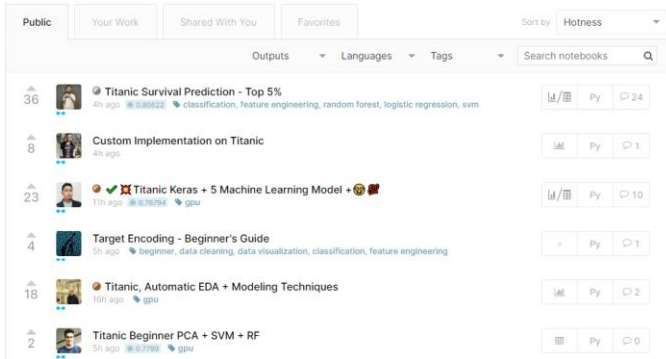 Public Your Work Shared With You Favorites Sort by Hotness
Outputs Languages Tags Search notebooks
36 Titanic Survival Prediction - Top 5%
4h ago 0.80622 classification, feature engineering, random forest, logistic regression, svm Py 24
8 Custom Implementation on Titanic
4h ago Py 1
23 Titanic Keras + 5 Machine Learning Model +
11h ago 0.76794 gpu Py 10
4 Target Encoding - Beginner's Guide
5h ago beginner, data cleaning, data visualization, classification, feature engineering Py 1
18 Titanic, Automatic EDA + Modeling Techniques
16h ago gpu Py 2
2 Titanic Beginner PCA + SVM + RF
5h ago 0.7799 gpu Py 0